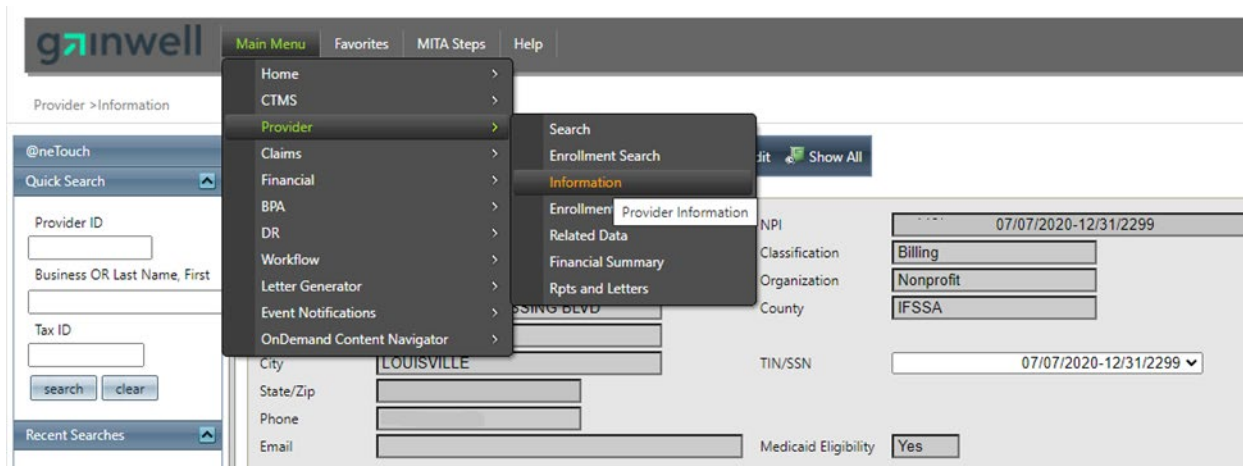 gainwell
Main Menu Favorites MITA Steps Help
Provider >Information
Home
CTMS
Provider
Claims
Financial
BPA
DR
Workflow
Letter Generator
Event Notifications
OnDemand Content Navigator
Search
Enrollment Search
Information
Provider Information
Related Data
Financial Summary
Rpts and Letters
@neTouch
Quick Search
Provider ID
Business OR Last Name, First
Tax ID
search clear
Recent Searches
Show All
NPI 07/07/2020-12/31/2299
Classification Billing
Organization Nonprofit
County IFSSA
BLVD
City LOUISVILLE
TIN/SSN 07/07/2020-12/31/2299
State/Zip
Phone
Email
Medicaid Eligibility Yes